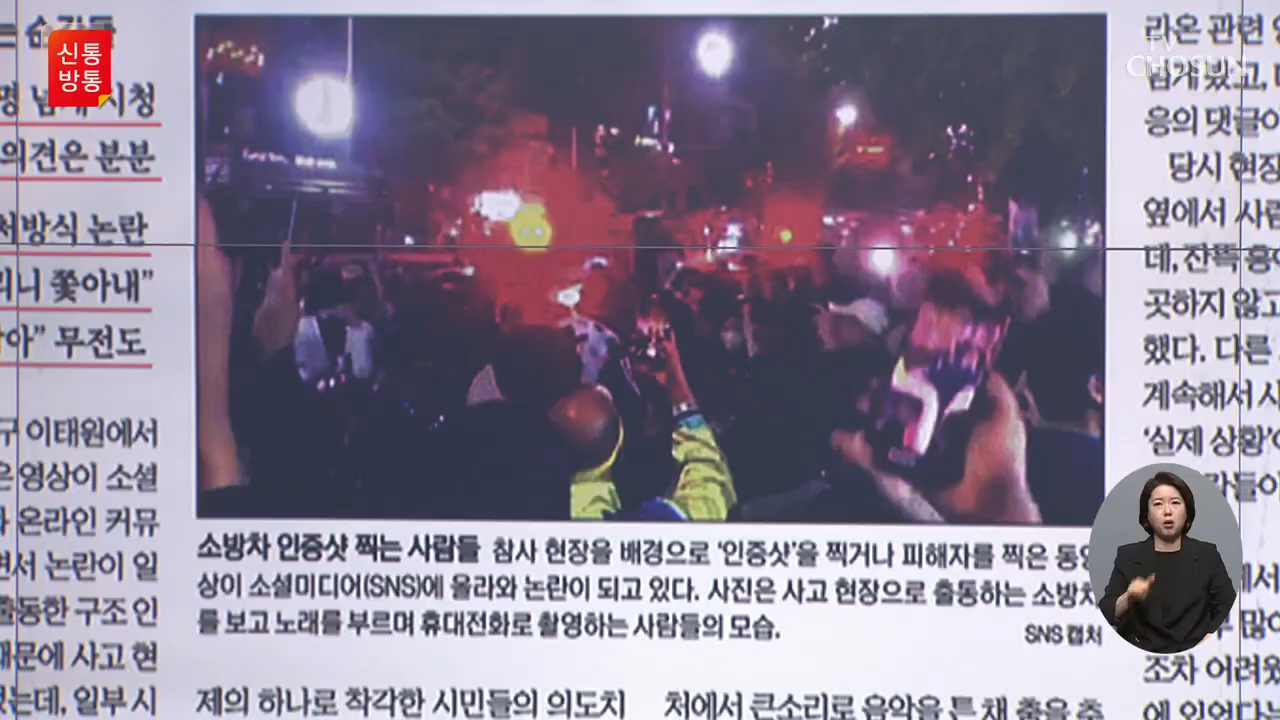 신통
방통
TV
CHOSUN
시청
의견은 분분
처방식 논란
리니 쫓아내”
아” 무전도
구 이태원에서
은 영상이 소셜
온라인 커뮤
면서 논란이 일
출동한 구조 인
때문에 사고 현
었는데, 일부 시
소방차 인증샷 찍는 사람들 참사 현장을 배경으로 ‘인증샷’을 찍거나 피해자를 찍은 동영
상이 소셜미디어(SNS)에 올라와 논란이 되고 있다. 사진은 사고 현장으로 출동하는 소방차
를 보고 노래를 부르며 휴대전화로 촬영하는 사람들의 모습.
SNS 캡처
제의 하나로 착각한 시민들의 의도치
처에서 큰소리로 음악을 튼 채 춤을 추
리온 관련
응의 댓글이
당시 현장
옆에서 사람
데, 잔뜩 흥
곳하지 않고
했다. 다른
계속해서 사
‘실제 상황’
조차 어려웠